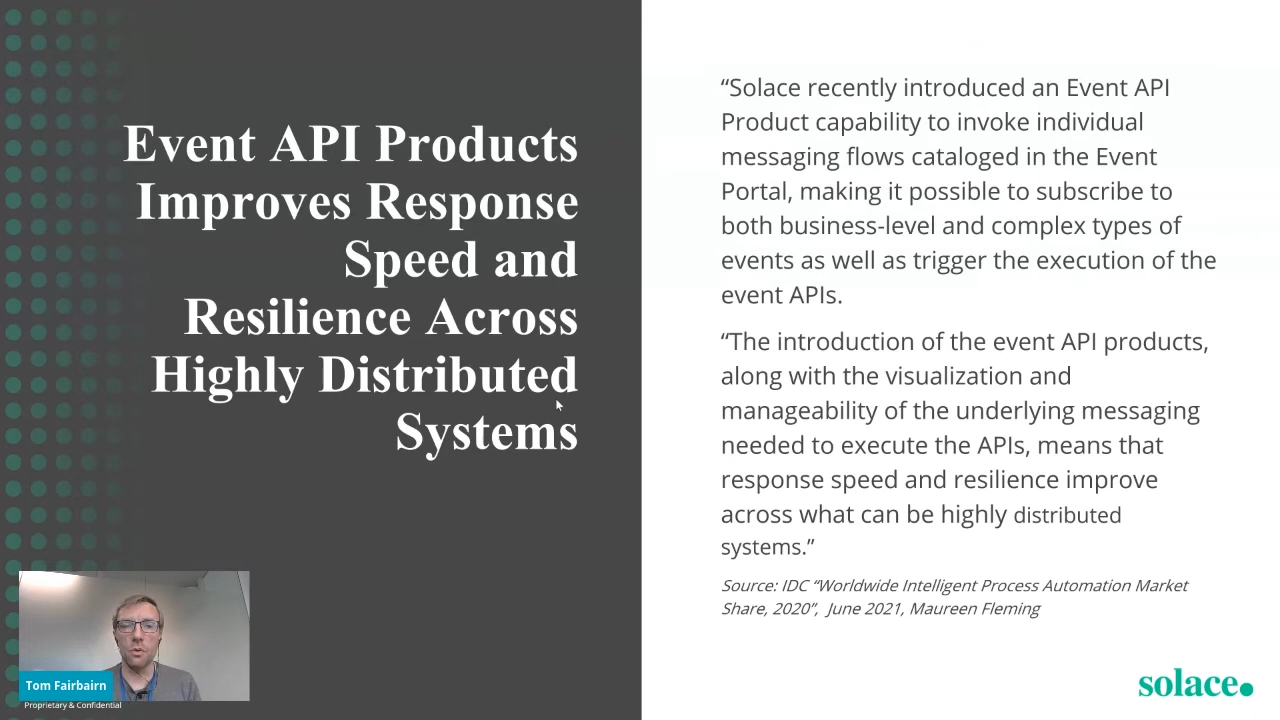 Event API Products
Improves Response
Speed and
Resilience Across
Highly Distributed
Systems
“Solace recently introduced an Event API
Product capability to invoke individual
messaging flows cataloged in the Event
Portal, making it possible to subscribe to
both business-level and complex types of
events as well as trigger the execution of the
event APIs.
“The introduction of the event API products,
along with the visualization and
manageability of the underlying messaging
needed to execute the APIs, means that
response speed and resilience improve
across what can be highly distributed
systems.”
Source: IDC “Worldwide Intelligent Process Automation Market
Share, 2020”, June 2021, Maureen Fleming
Tom Fairbairn
Proprietary & Confidential
solace.